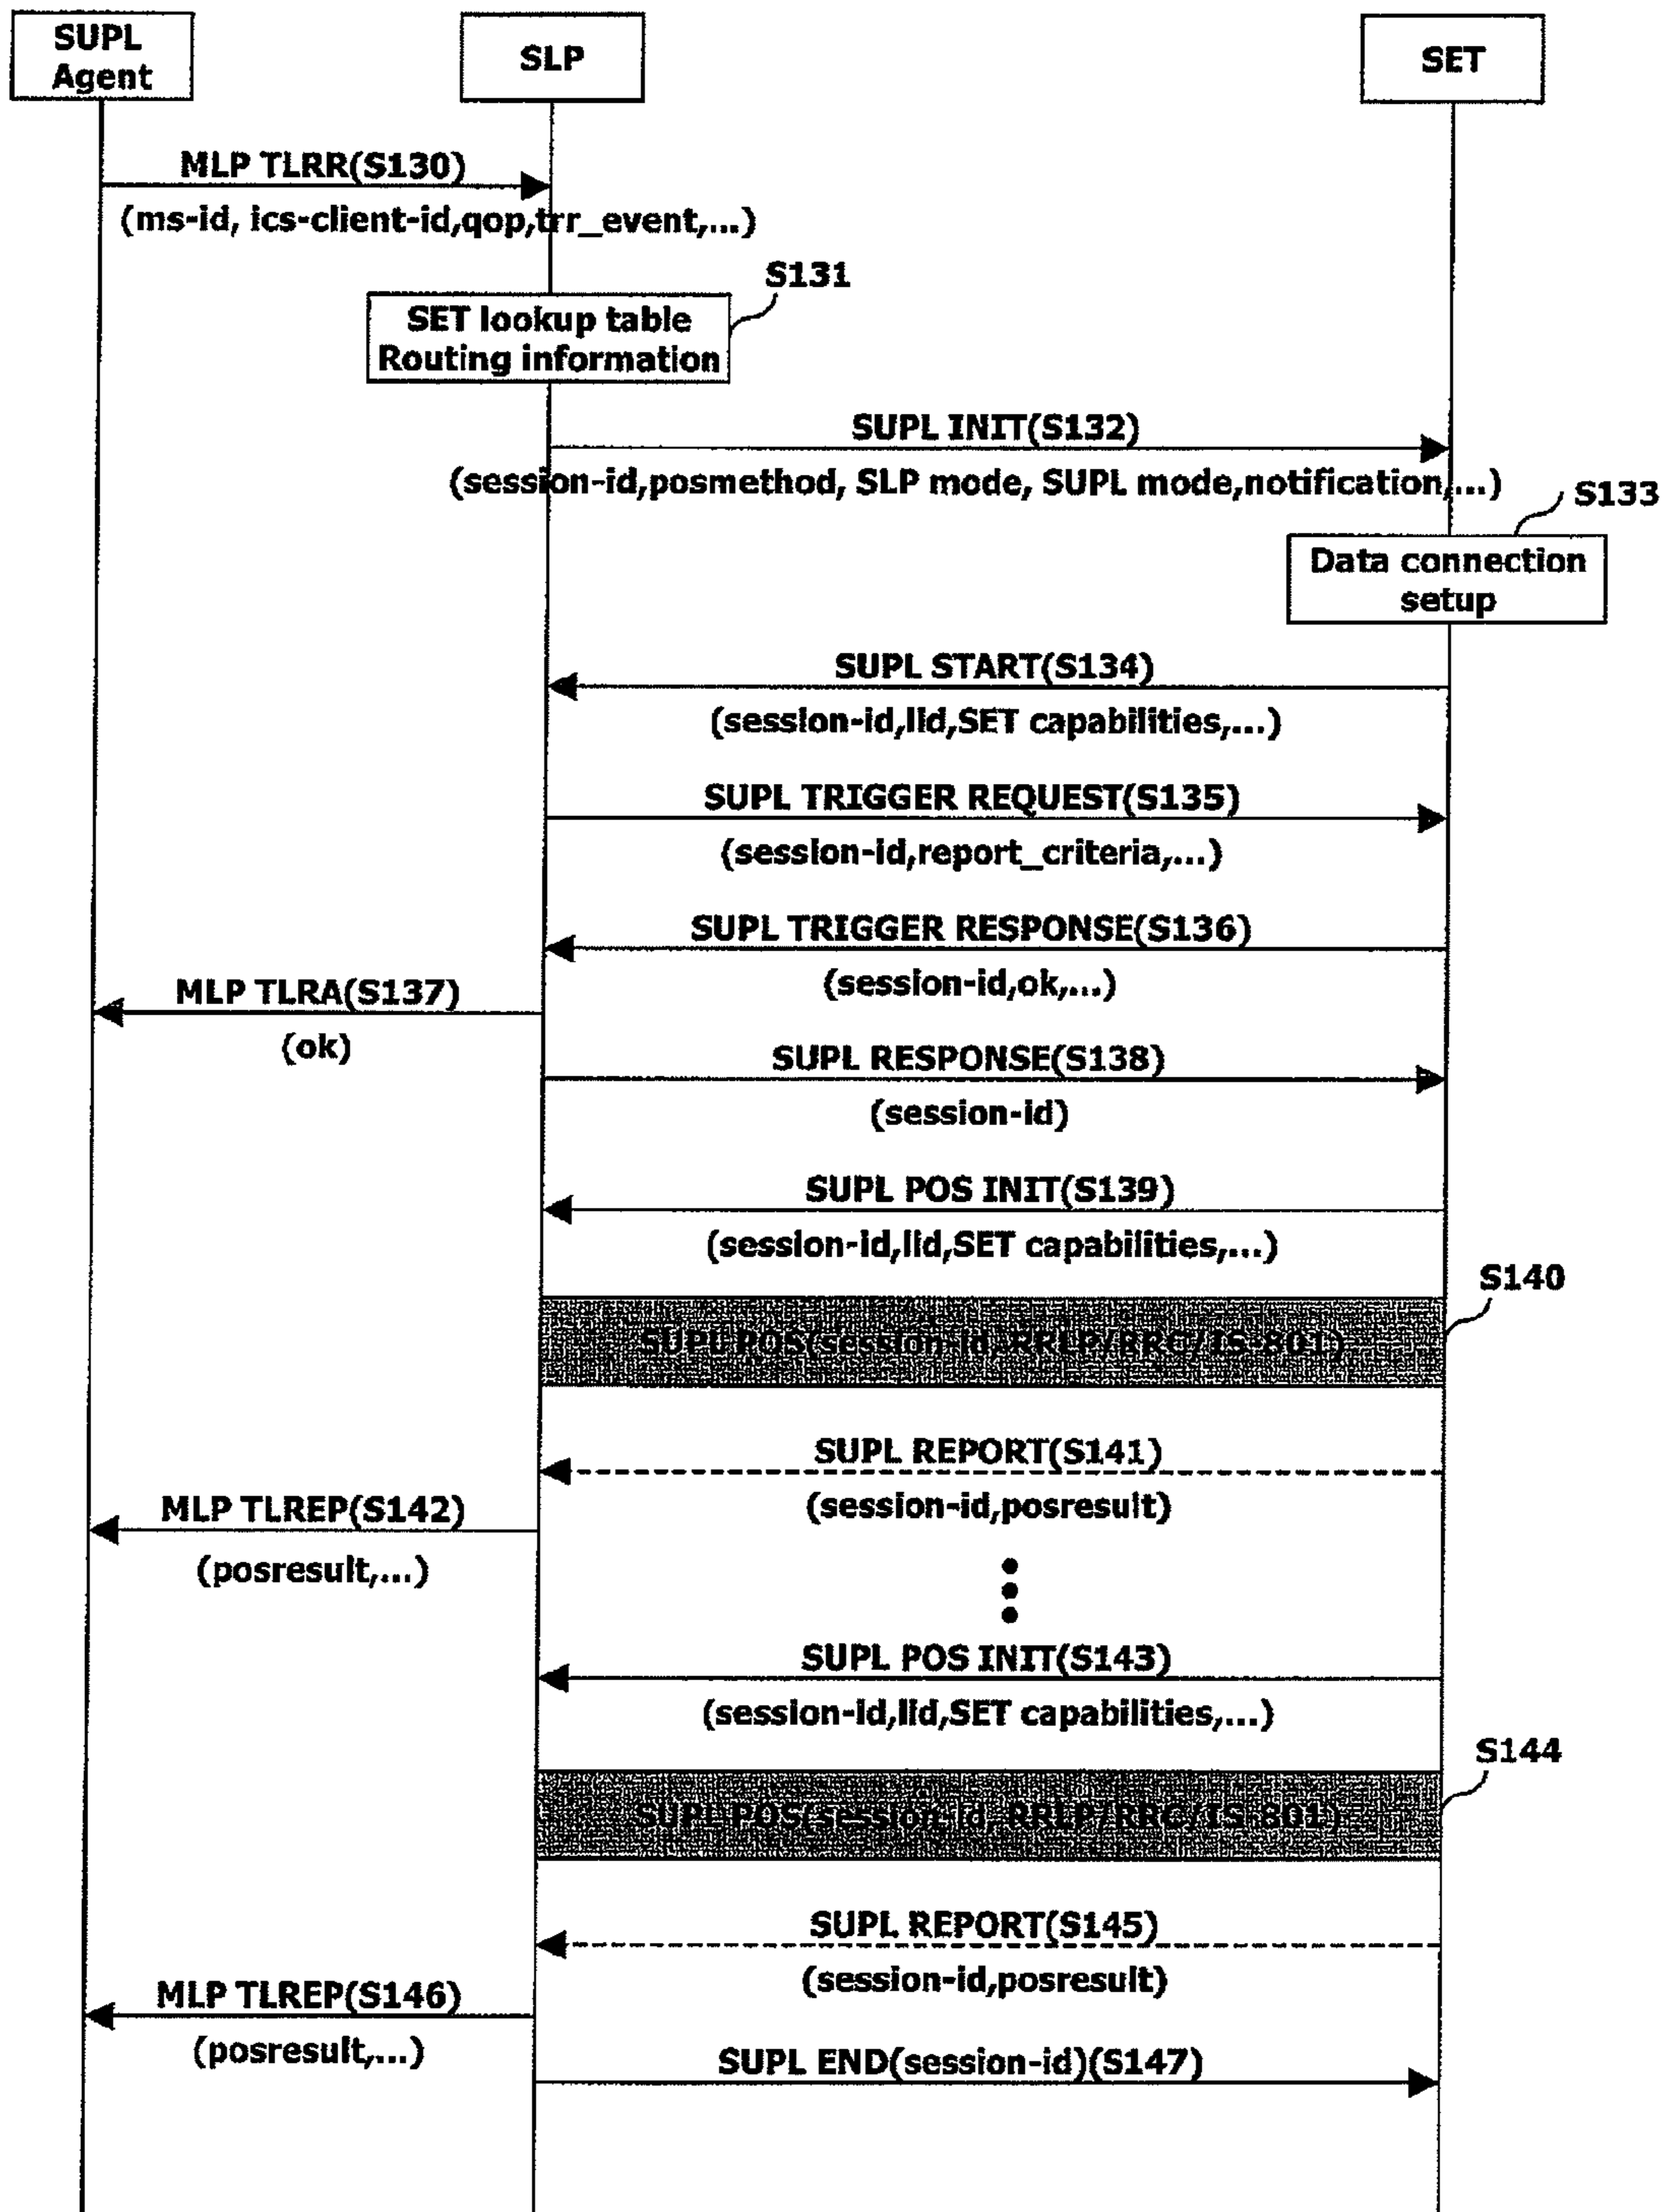 SUPL
Agent
SLP
SET
MLP TLRR(S130)
(ms-id, ics-client-id,qop,trr_event,...)
S131
SET lookup table
Routing information
SUPL INIT(S132)
(session-id,posmethod, SLP mode, SUPL mode,notification,...)
S133
Data connection
setup
SUPL START(S134)
(session-id,lid,SET capabilities,...)
SUPL TRIGGER REQUEST(S135)
(session-id,report_criteria,...)
SUPL TRIGGER RESPONSE(S136)
(session-id,ok,...)
MLP TLRA(S137)
(ok)
SUPL RESPONSE(S138)
(session-id)
SUPL POS INIT(S139)
(session-id,lid,SET capabilities,...)
S140
SUPL POS(session-id, RRLP/RRC/IS-801)
SUPL REPORT(S141)
(session-id,posresult)
MLP TLREP(S142)
(posresult,...)
SUPL POS INIT(S143)
(session-id,lid,SET capabilities,...)
S144
SUPL POS(session-id, RRLP/RRC/IS-801)
SUPL REPORT(S145)
(session-id,posresult)
MLP TLREP(S146)
(posresult,...)
SUPL END(session-id)(S147)